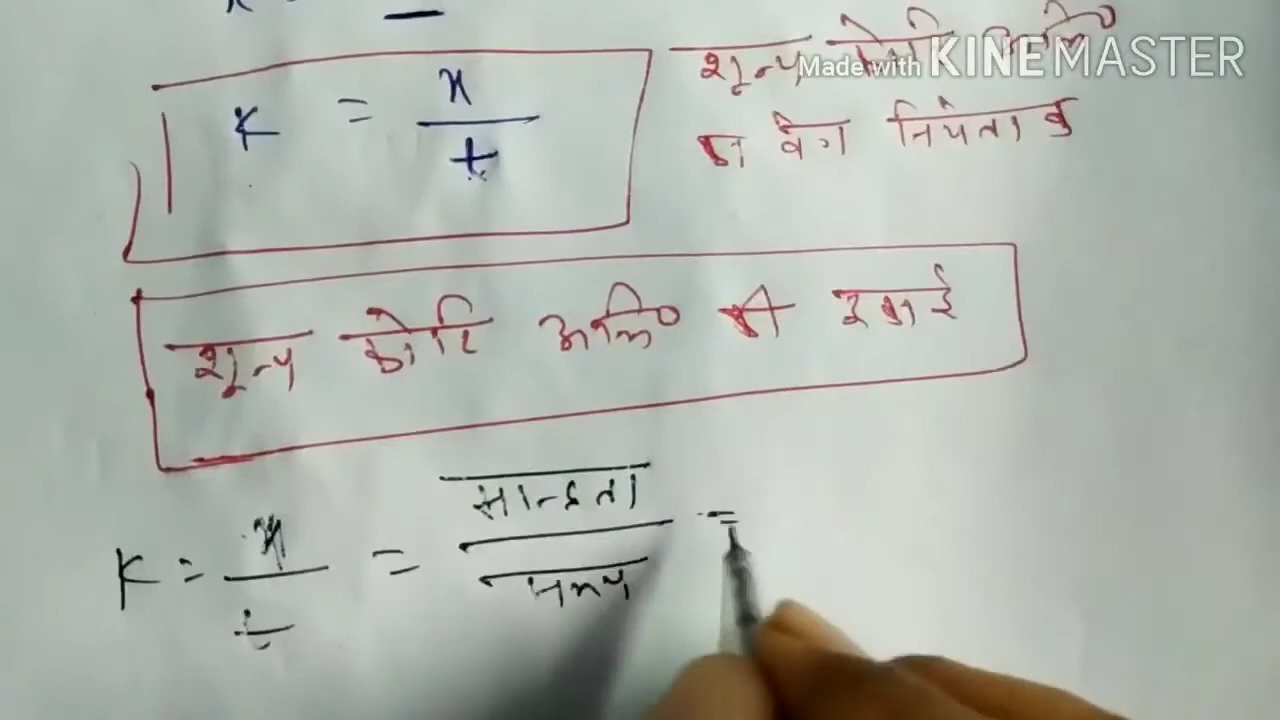 K = x / t
शून्य कोटि अभि०
Made with KINEMASTER
का वेग नियतांक
शून्य कोटि अभि० की इकाई
K = x / t = सान्द्रता / समय =